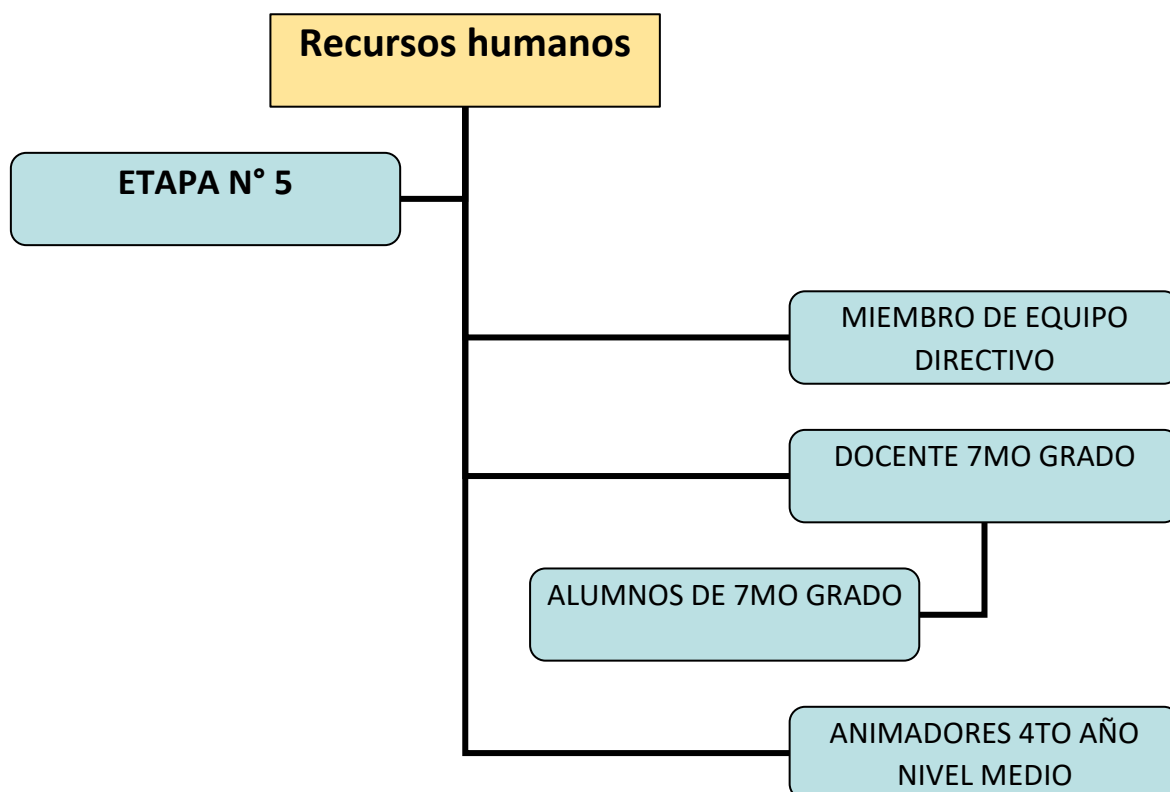 Recursos humanos
ETAPA N° 5
MIEMBRO DE EQUIPO
DIRECTIVO
DOCENTE 7MO GRADO
ALUMNOS DE 7MO GRADO
ANIMADORES 4TO AÑO
NIVEL MEDIO